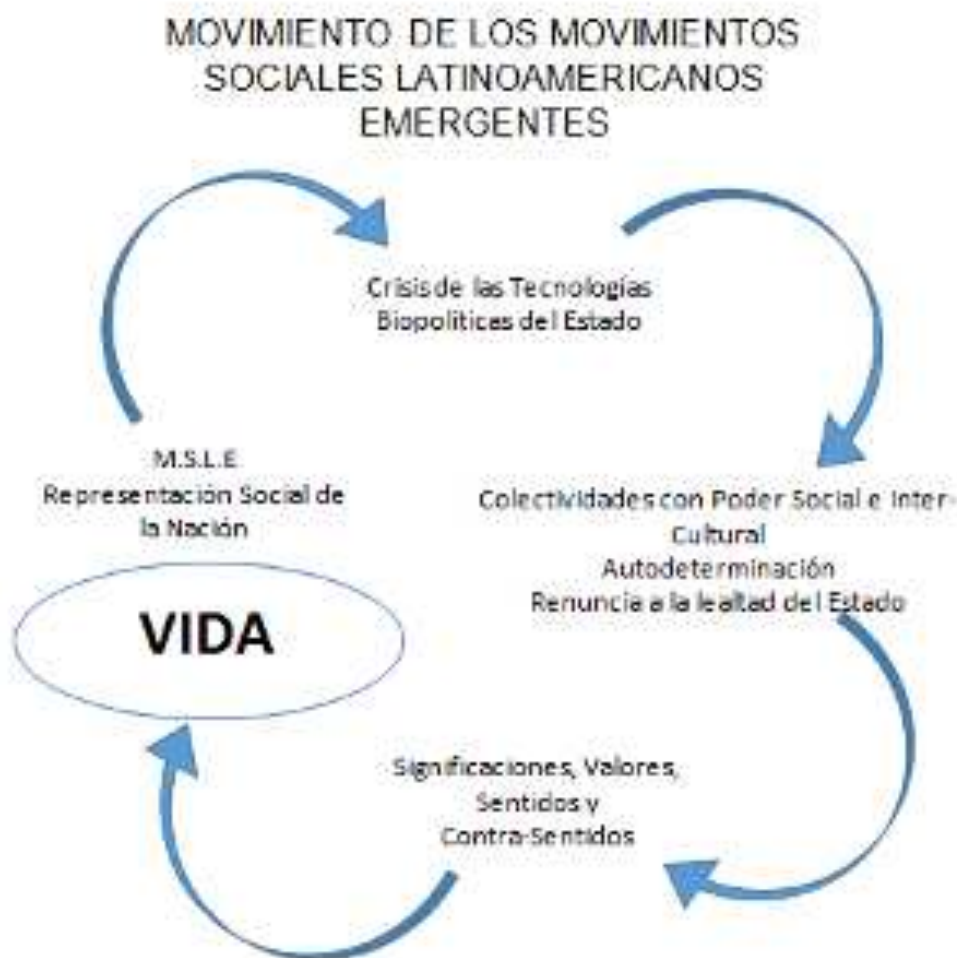 MOVIMIENTO DE LOS MOVIMIENTOS
SOCIALES LATINOAMERICANOS
EMERGENTES
Crisis de las Tecnologías
Biopolíticas del Estado
Colectividades con Poder Social e Inter-
Cultural
Autodeterminación
Renuncia a la lealtad del Estado
Significaciones, Valores,
Sentidos y
Contra-Sentidos
M.S.L.E
Representación Social de
la Nación
VIDA